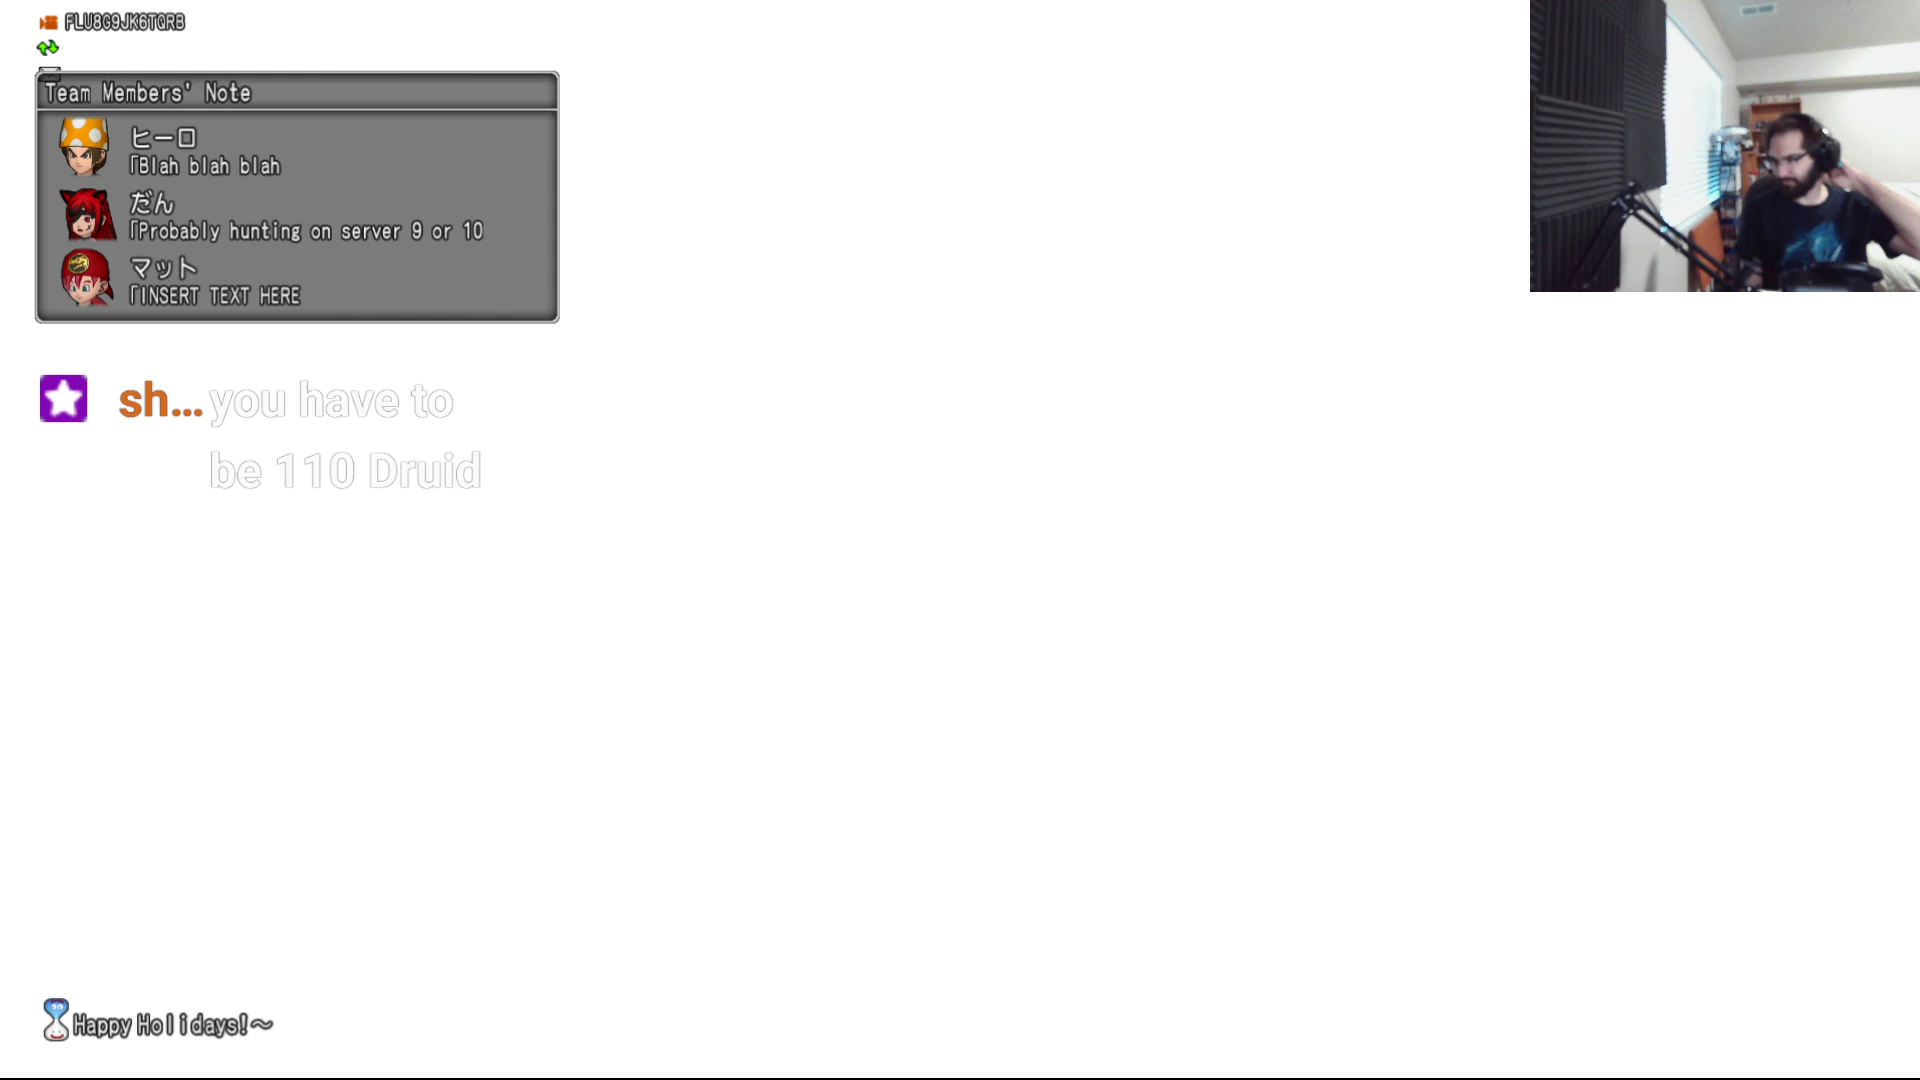 FLU8G9JK6TQRB
Team Members' Note
ヒーロ
「Blah blah blah
だん
「Probably hunting on server 9 or 10
マット
「INSERT TEXT HERE
sh... you have to
be 110 Druid
Happy Holidays!～